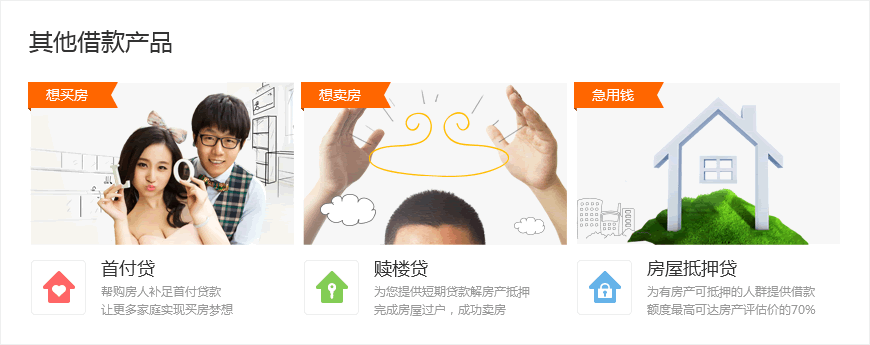 其他借款产品
想买房
想卖房
急用钱
LO
首付贷
帮购房人补足首付贷款
让更多家庭实现买房梦想
赎楼贷
为您提供短期贷款解房产抵押
完成房屋过户，成功卖房
房屋抵押贷
为有房产可抵押的人群提供借款
额度最高可达房产评估价的70%